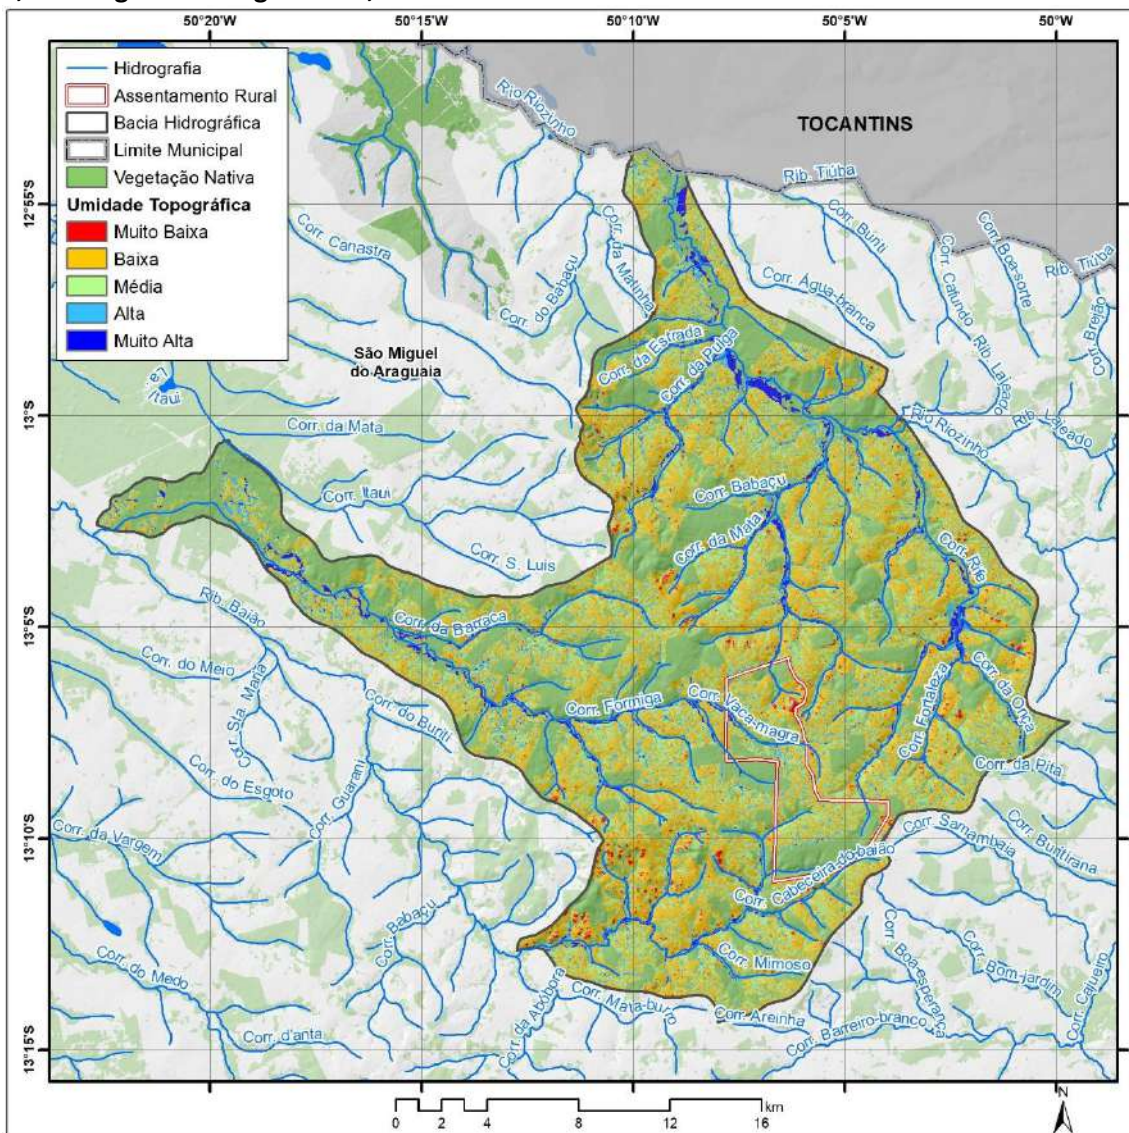 50°20'W
50°15'W
50°10'W
50°5'W
50°W
Hidrografia
Assentamento Rural
Bacia Hidrográfica
Limite Municipal
Vegetação Nativa
Umidade Topográfica
Muito Baixa
Baixa
Média
Alta
Muito Alta
Rio Riozinho
TOCANTINS
Rib. Tiúba
12°55'S
Corr. Canastra
Corr. do Babaçu
Corr. da Matinha
Corr. Buriti
Corr. Cafundo
Corr. Boa-sorte
Rib. Tiúba
Corr. Água-branca
Rib. Lajeado
Corr. Brejão
São Miguel
do Araguaia
Corr. da Estrada
Corr. da Pulga
Itaui
13°S
Corr. da Mata
Rio Riozinho
Rib. Lajeado
Corr. Itaui
Corr. Babaçu
Corr. da Mata
Corr. S. Luis
Corr. Rife
Rib. Baião
13°5'S
Corr. da Barraca
Corr. do Meio
Corr. Sta. Maria
Corr. do Buriti
Corr. Formiga
Corr. Vaca-magra
Corr. Fortaleza
Corr. da Onça
Corr. da Pita
Corr. do Esgoto
Corr. Guarani
13°10'S
Corr. da Vargem
Corr. Samambaia
Corr. Buritirana
Corr. Cabeceira-do-baião
Corr. Babaçu
Corr. do Medo
Corr. Mimoso
Corr. Boa-esperança
Corr. Bom-jardim
Corr. Cajueiro
Corr. da Abóbora
Corr. Mata-burro
Corr. Areinha
Corr. Barreiro-branco
Corr. d'anta
13°15'S
N
km
0 2 4 8 12 16